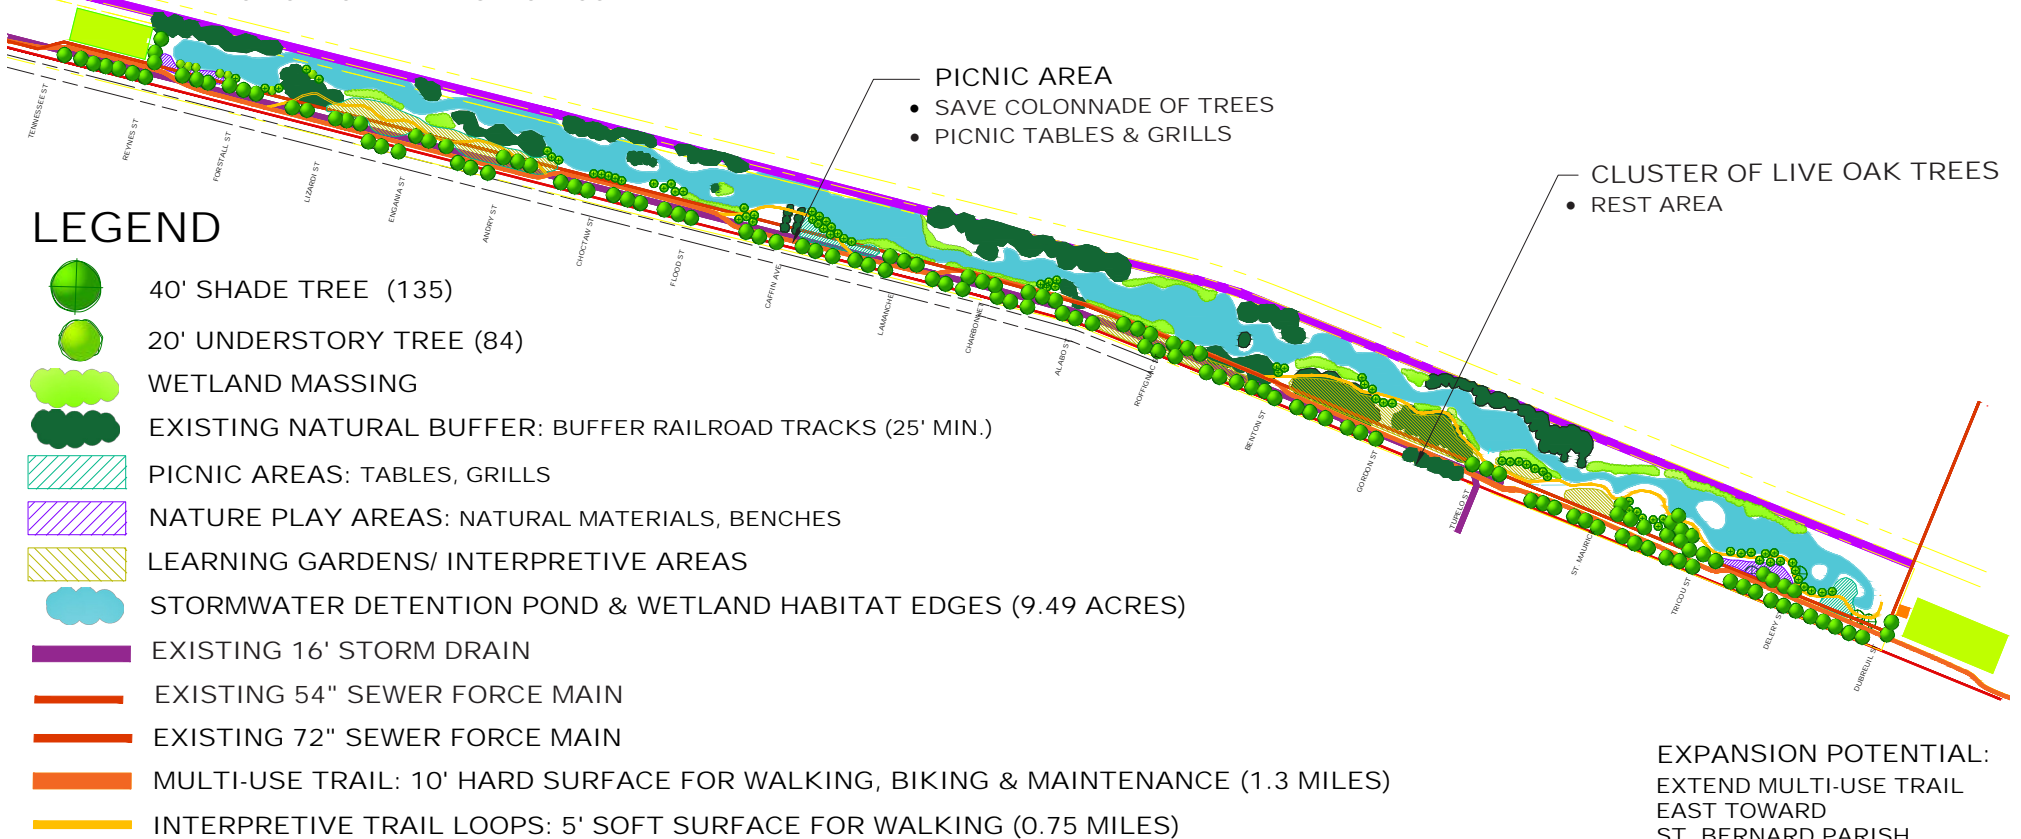 PICNIC AREA
• SAVE COLONNADE OF TREES
• PICNIC TABLES & GRILLS
CLUSTER OF LIVE OAK TREES
• REST AREA
TENNESSEE ST
REYNES ST
FORSTALL ST
LIZARDI ST
ENGANIA ST
ANDRY ST
CHOCTAW ST
FLOOD ST
CAFFIN AVE
LAMANCHE
CHARBONNET
ALABO ST
ROFFIGNAC
BENTON ST
GORDON ST
TUPELO ST
ST. MAURIC
TRICOU ST
DELERY S
DUBREUIL S
LEGEND
40' SHADE TREE (135)
20' UNDERSTORY TREE (84)
WETLAND MASSING
EXISTING NATURAL BUFFER: BUFFER RAILROAD TRACKS (25' MIN.)
PICNIC AREAS: TABLES, GRILLS
NATURE PLAY AREAS: NATURAL MATERIALS, BENCHES
LEARNING GARDENS/ INTERPRETIVE AREAS
STORMWATER DETENTION POND & WETLAND HABITAT EDGES (9.49 ACRES)
EXISTING 16' STORM DRAIN
EXISTING 54" SEWER FORCE MAIN
EXISTING 72" SEWER FORCE MAIN
MULTI-USE TRAIL: 10' HARD SURFACE FOR WALKING, BIKING & MAINTENANCE (1.3 MILES)
INTERPRETIVE TRAIL LOOPS: 5' SOFT SURFACE FOR WALKING (0.75 MILES)
EXPANSION POTENTIAL:
EXTEND MULTI-USE TRAIL
EAST TOWARD
ST. BERNARD PARISH